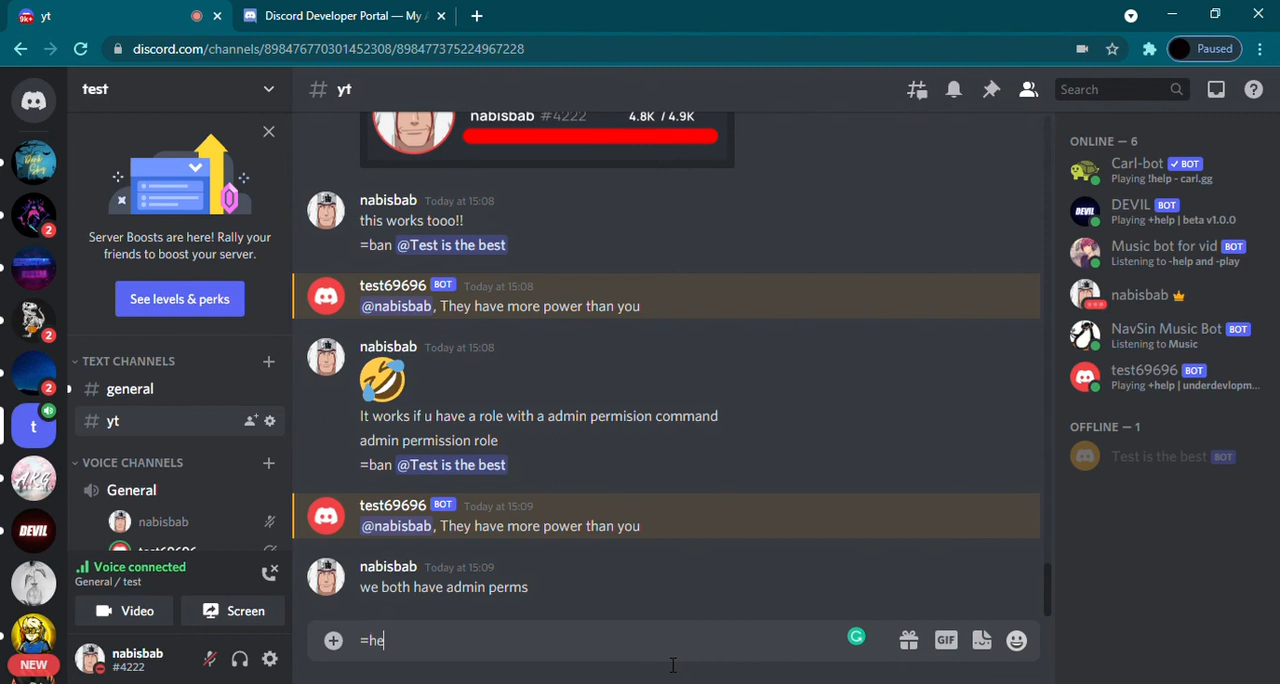 9k+ yt
Discord Developer Portal — My A
discord.com/channels/898476770301452308/898477375224967228
Paused
test
# yt
Search
nabisbab #4222 4.8K / 4.9K
Server Boosts are here! Rally your
friends to boost your server.
See levels & perks
TEXT CHANNELS
general
yt
VOICE CHANNELS
General
nabisbab
test69696
Voice connected
General / test
Video
Screen
nabisbab
#4222
NEW
2
2
2
t
AKG
DEVIL
nabisbab Today at 15:08
this works tooo!!
=ban @Test is the best
test69696 BOT Today at 15:08
@nabisbab, They have more power than you
nabisbab Today at 15:08
It works if u have a role with a admin permision command
admin permission role
=ban @Test is the best
test69696 BOT Today at 15:09
@nabisbab, They have more power than you
nabisbab Today at 15:09
we both have admin perms
=he
GIF
ONLINE — 6
Carl-bot ✓ BOT
Playing !help - carl.gg
DEVIL
DEVIL BOT
Playing +help | beta v1.0.0
Music bot for vid BOT
Listening to -help and -play
nabisbab
NavSin Music Bot BOT
Listening to Music
test69696 BOT
Playing +help | underdevlopm...
OFFLINE — 1
Test is the best BOT